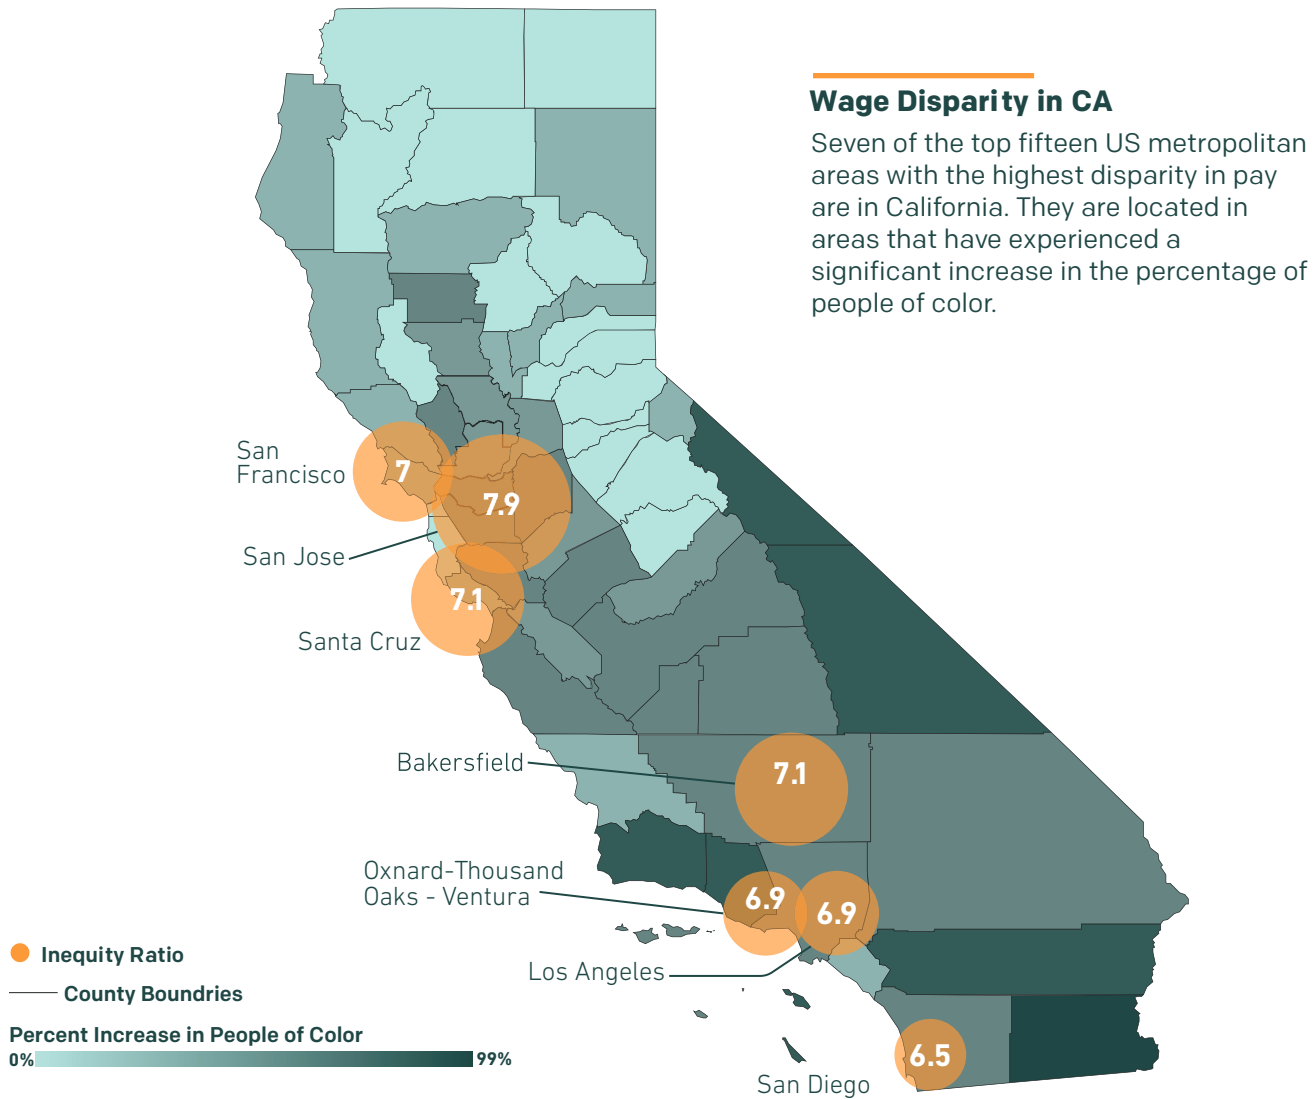 Wage Disparity in CA
Seven of the top fifteen US metropolitan
areas with the highest disparity in pay
are in California. They are located in
areas that have experienced a
significant increase in the percentage of
people of color.
San
Francisco
7
7.9
San Jose
7.1
Santa Cruz
Bakersfield
7.1
Oxnard-Thousand
Oaks - Ventura
6.9
6.9
Los Angeles
6.5
San Diego
Inequity Ratio
County Boundries
Percent Increase in People of Color
0%
99%